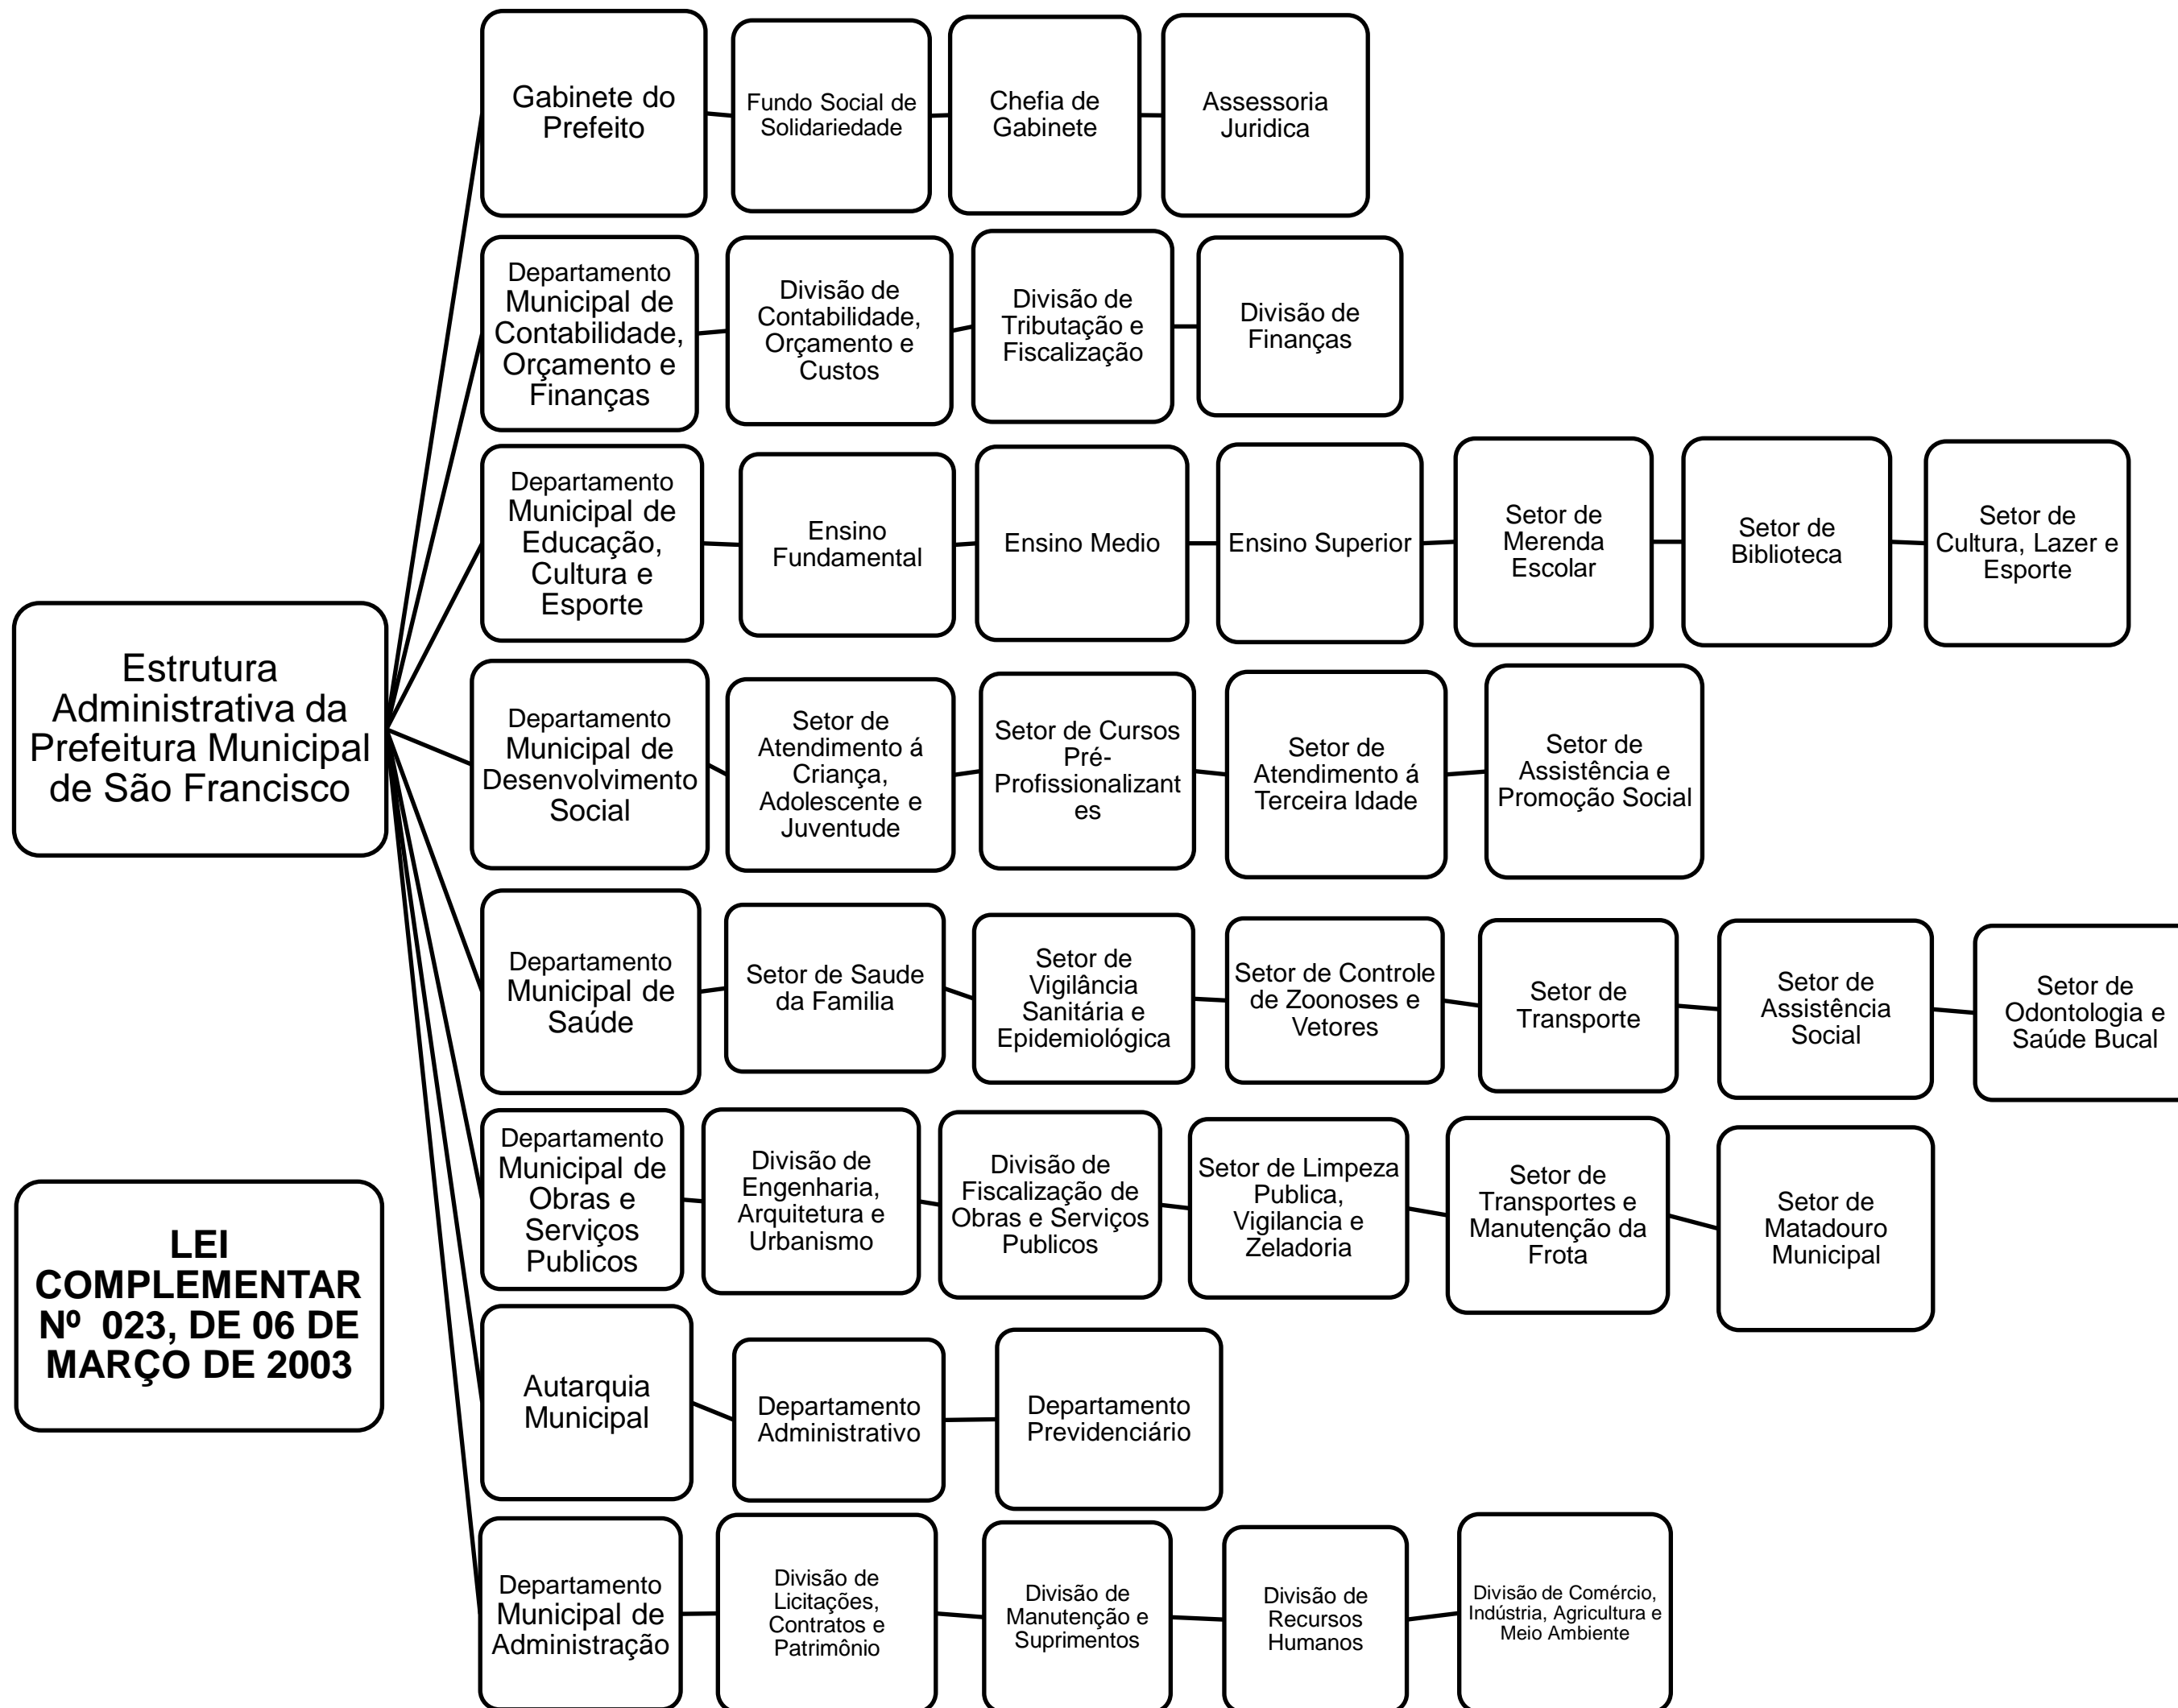 Gabinete do
Prefeito
Fundo Social de
Solidariedade
Chefia de
Gabinete
Assessoria
Juridica
Departamento
Municipal de
Contabilidade,
Orçamento e
Finanças
Divisão de
Contabilidade,
Orçamento e
Custos
Divisão de
Tributação e
Fiscalização
Divisão de
Finanças
Departamento
Municipal de
Educação,
Cultura e
Esporte
Ensino
Fundamental
Ensino Medio
Ensino Superior
Setor de
Merenda
Escolar
Setor de
Biblioteca
Setor de
Cultura, Lazer e
Esporte
Estrutura
Administrativa da
Prefeitura Municipal
de São Francisco
Departamento
Municipal de
Desenvolvimento
Social
Setor de
Atendimento á
Criança,
Adolescente e
Juventude
Setor de Cursos
Pré-
Profissionalizant
es
Setor de
Atendimento á
Terceira Idade
Setor de
Assistência e
Promoção Social
Departamento
Municipal de
Saúde
Setor de Saude
da Familia
Setor de
Vigilância
Sanitária e
Epidemiológica
Setor de Controle
de Zoonoses e
Vetores
Setor de
Transporte
Setor de
Assistência
Social
Setor de
Odontologia e
Saúde Bucal
Departamento
Municipal de
Obras e
Serviços
Publicos
Divisão de
Engenharia,
Arquitetura e
Urbanismo
Divisão de
Fiscalização de
Obras e Serviços
Publicos
Setor de Limpeza
Publica,
Vigilancia e
Zeladoria
Setor de
Transportes e
Manutenção da
Frota
Setor de
Matadouro
Municipal
LEI
COMPLEMENTAR
Nº  023, DE 06 DE
MARÇO DE 2003
Autarquia
Municipal
Departamento
Administrativo
Departamento
Previdenciário
Departamento
Municipal de
Administração
Divisão de
Licitações,
Contratos e
Patrimônio
Divisão de
Manutenção e
Suprimentos
Divisão de
Recursos
Humanos
Divisão de Comércio,
Indústria, Agricultura e
Meio Ambiente